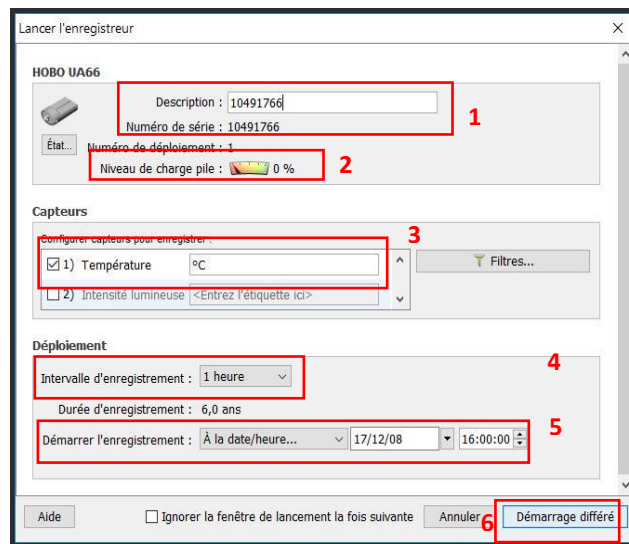 Lancer l'enregistreur
HOBO UA66
Description : 10491766
1
Numéro de série : 10491766
État...
Numéro de déploiement : 1
Niveau de charge pile : 0 %
2
Capteurs
3
Configurer capteurs pour enregistrer :
1) Température °C
Filtres...
2) Intensité lumineuse <Entrez l'étiquette ici>
Déploiement
4
Intervalle d'enregistrement : 1 heure
Durée d'enregistrement : 6,0 ans
5
Démarrer l'enregistrement : À la date/heure... 17/12/08 16:00:00
Aide Ignorer la fenêtre de lancement la fois suivante Annuler 6 Démarrage différé